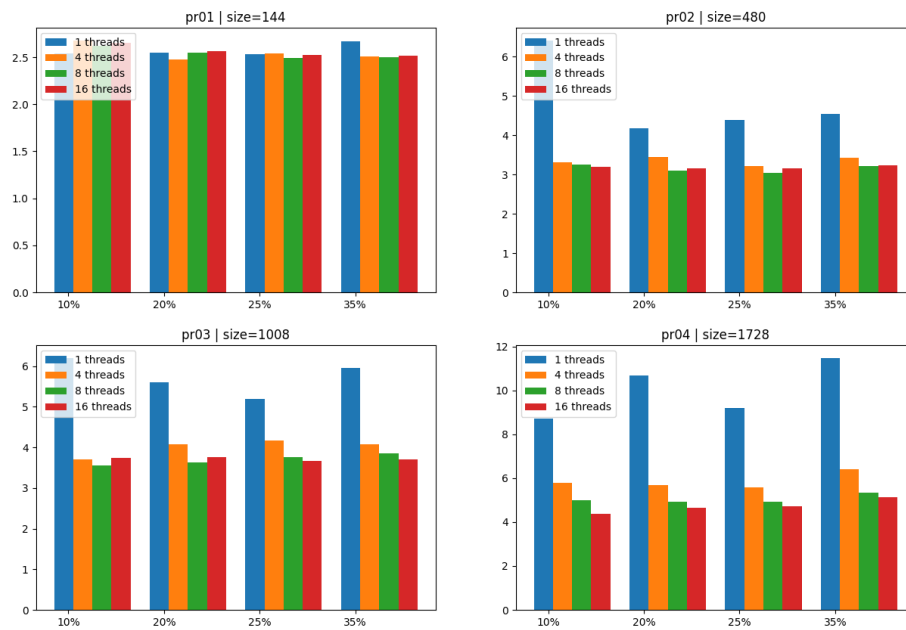 pr01 | size=144
1 threads
4 threads
8 threads
16 threads
2.5
2.0
1.5
1.0
0.5
0.0
10%
20%
25%
35%
pr02 | size=480
1 threads
4 threads
8 threads
16 threads
6
5
4
3
2
1
0
10%
20%
25%
35%
pr03 | size=1008
1 threads
4 threads
8 threads
16 threads
6
5
4
3
2
1
0
10%
20%
25%
35%
pr04 | size=1728
1 threads
4 threads
8 threads
16 threads
12
10
8
6
4
2
0
10%
20%
25%
35%